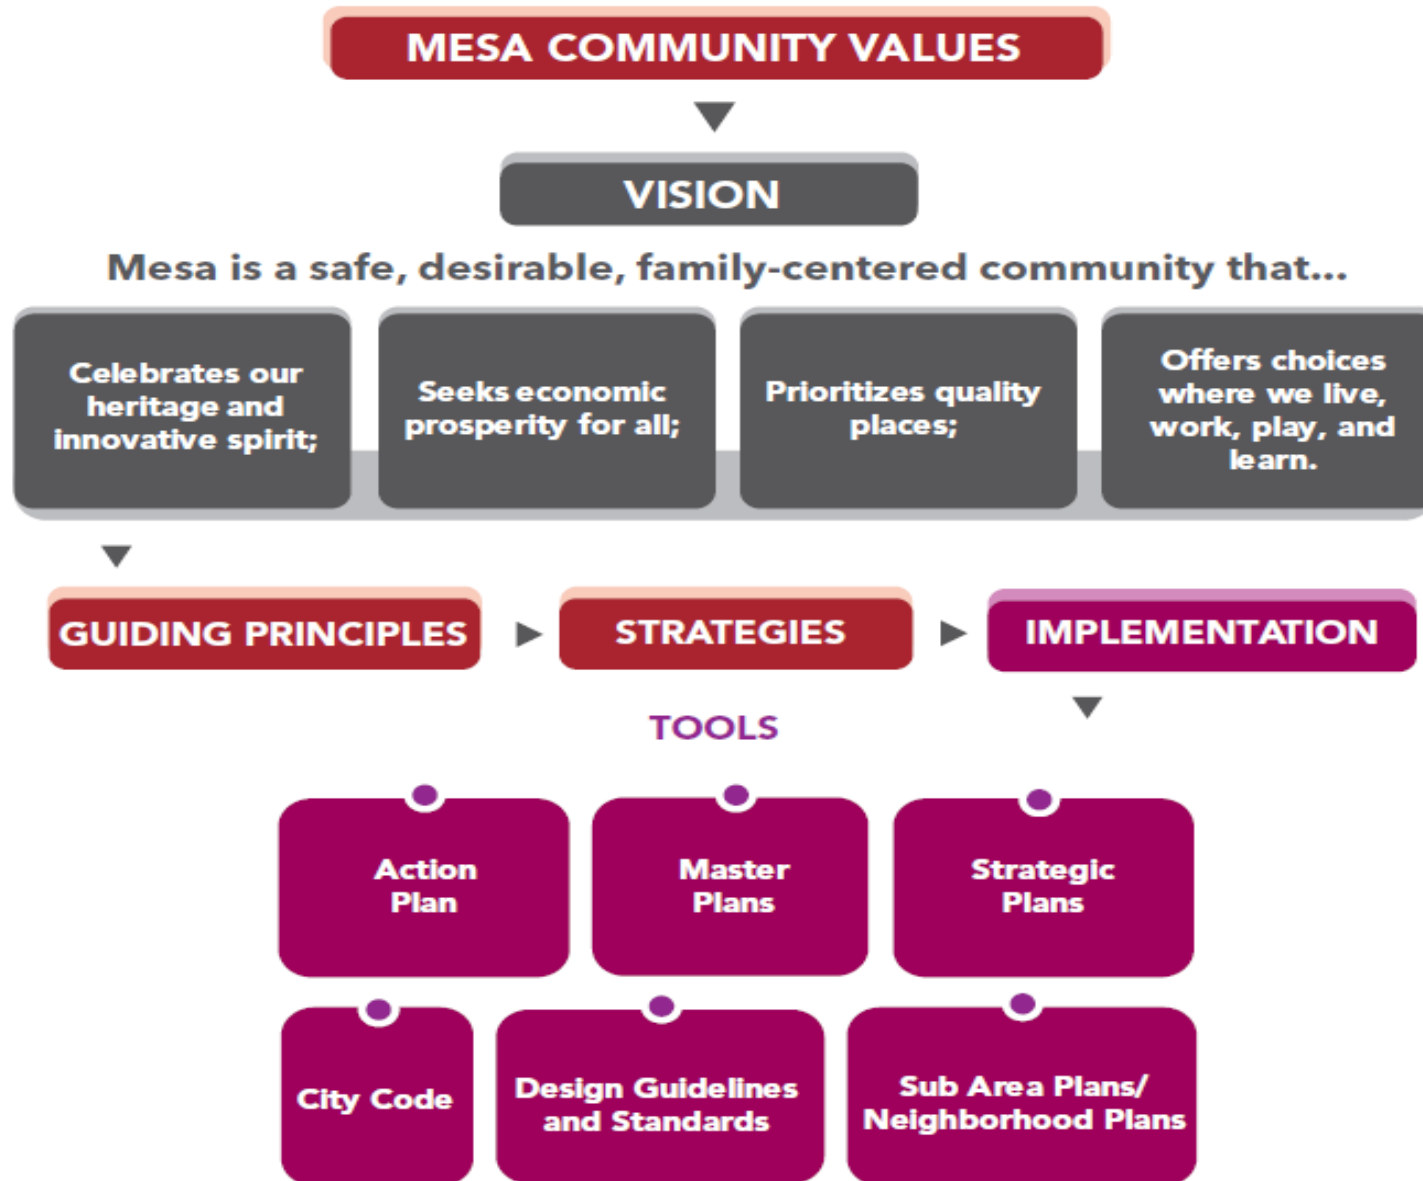 MESA COMMUNITY VALUES
VISION
Mesa is a safe, desirable, family-centered community that...
Celebrates our
heritage and
innovative spirit;
Seeks economic
prosperity for all;
Prioritizes quality
places;
Offers choices
where we live,
work, play, and
learn.
GUIDING PRINCIPLES
STRATEGIES
IMPLEMENTATION
TOOLS
Action
Plan
Master
Plans
Strategic
Plans
City Code
Design Guidelines
and Standards
Sub Area Plans/
Neighborhood Plans